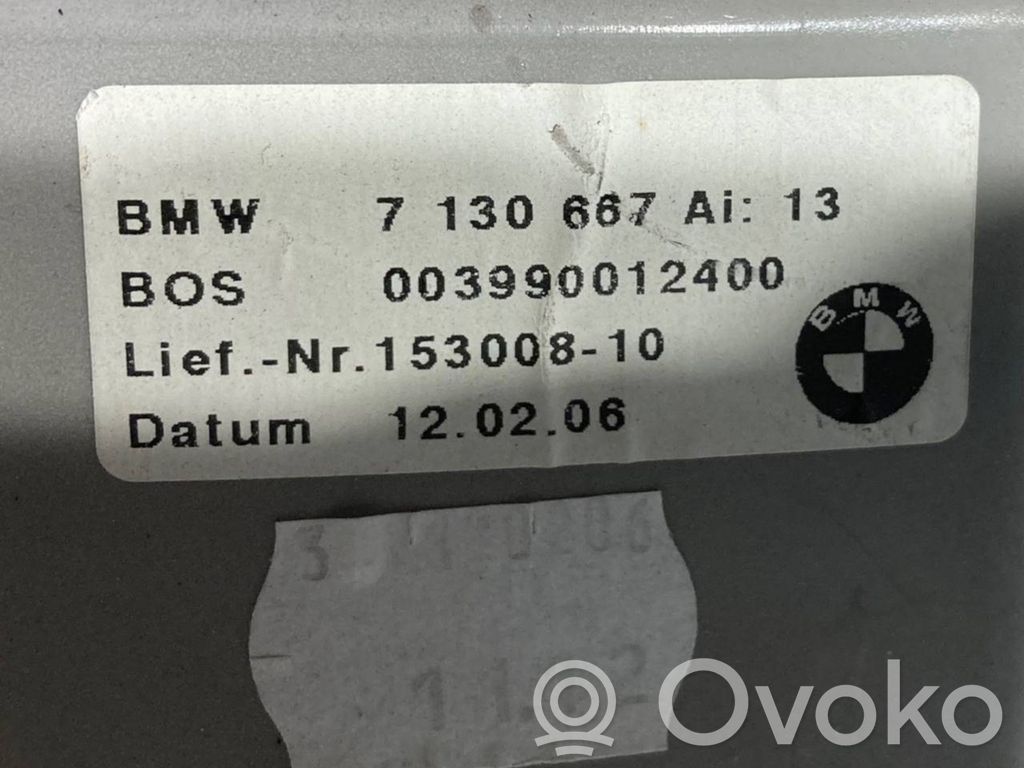 BMW 7 130 667 Ai: 13
BOS 003990012400
Lief.-Nr.153008-10
Datum 12.02.06
BMW
Ovoko